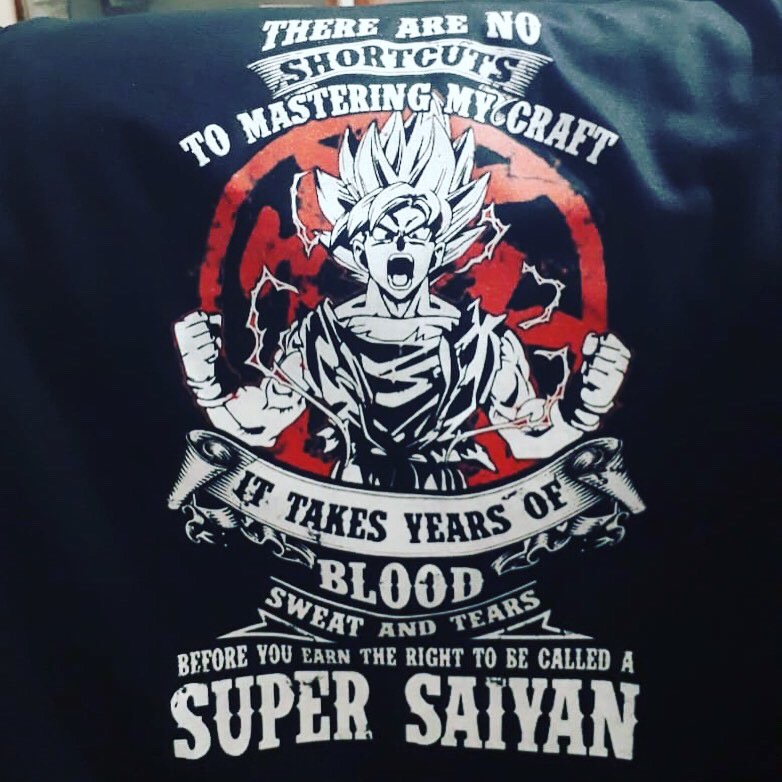 THERE ARE NO
SHORTCUTS
TO MASTERING MY CRAFT
IT TAKES YEARS OF
BLOOD
SWEAT AND TEARS
BEFORE YOU EARN THE RIGHT TO BE CALLED A
SUPER SAIYAN